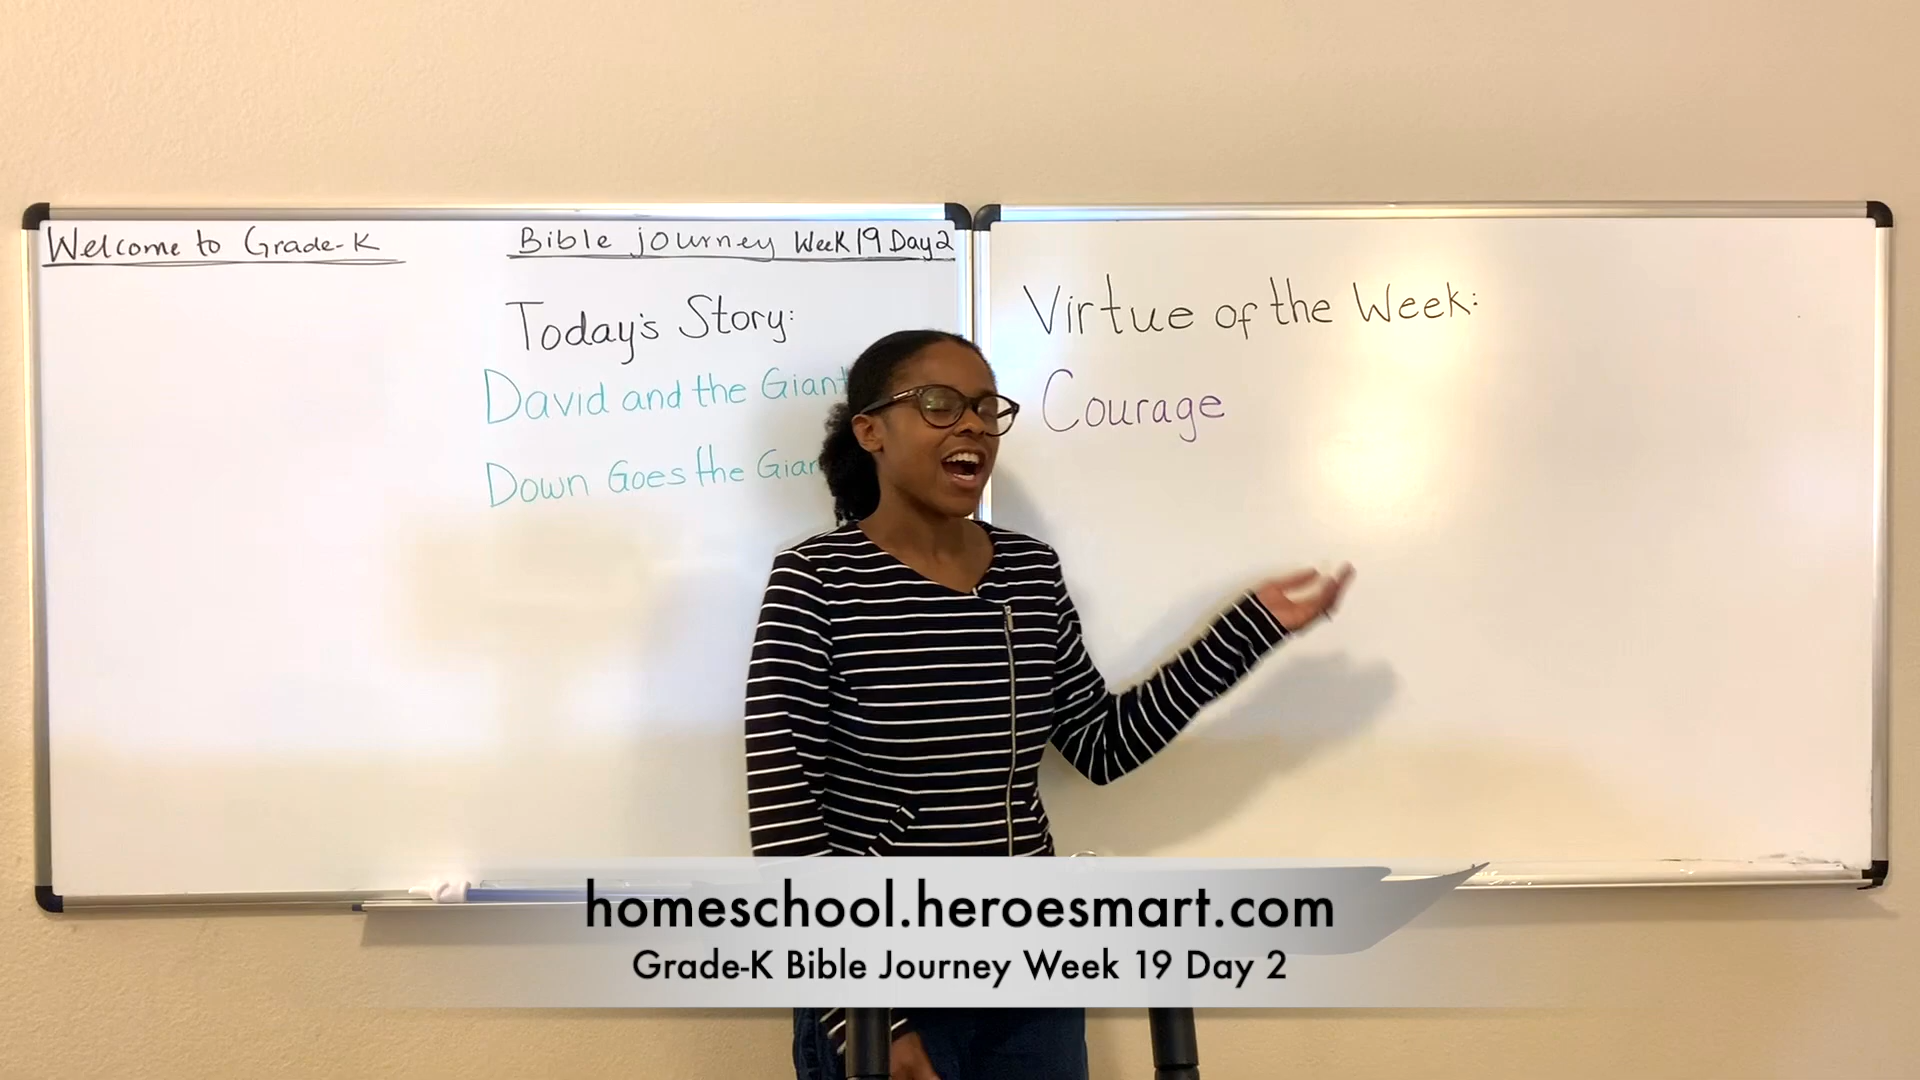 Welcome to Grade-K
Bible journey Week 19 Day 2
Today's Story:
David and the Giant
Down Goes the
Virtue of the Week:
Courage
homeschool.heroesmart.com
Grade-K Bible Journey Week 19 Day 2